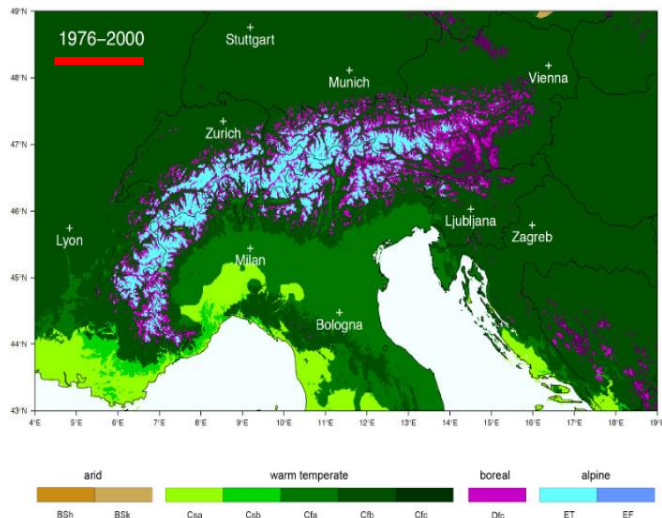 49°N
1976–2000
Stuttgart
48°N
Munich
Vienna
Zurich
47°N
46°N
Lyon
Ljubljana
Zagreb
Milan
45°N
Bologna
44°N
43°N
4°E 5°E 6°E 7°E 8°E 9°E 10°E 11°E 12°E 13°E 14°E 15°E 16°E 17°E 18°E 19°E
arid warm temperate boreal alpine
BSh BSk Csa Csb Cfa Cfb Cfc Dfc ET EF